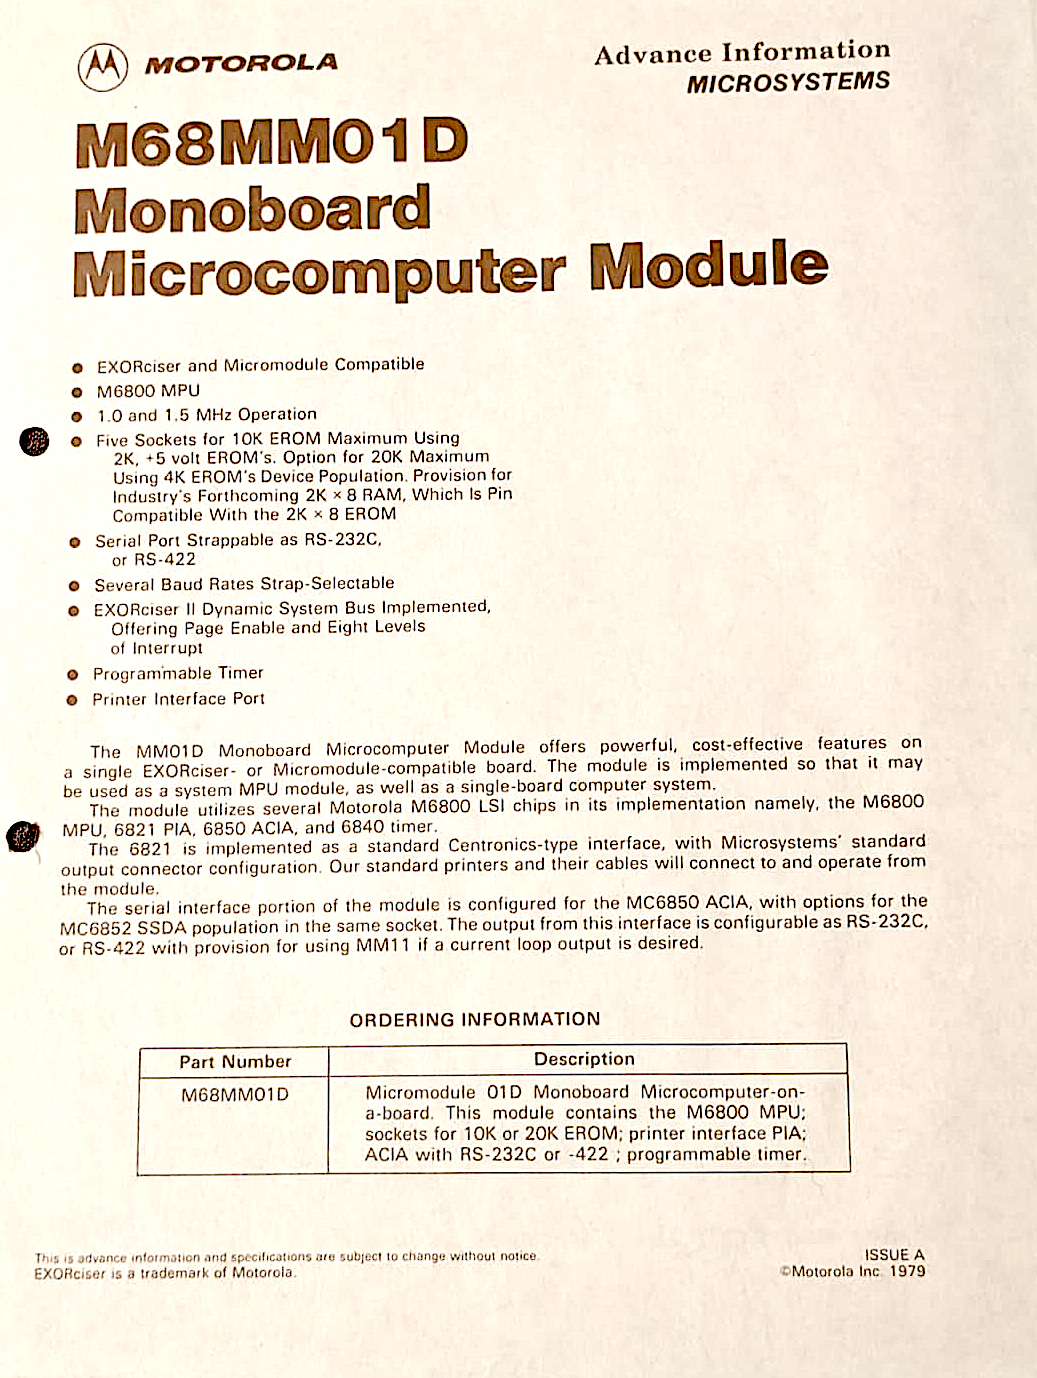 MOTOROLA
Advance Information
MICROSYSTEMS
M68MM01D
Monoboard
Microcomputer Module
● EXORciser and Micromodule Compatible
● M6800 MPU
● 1.0 and 1.5 MHz Operation
● Five Sockets for 10K EROM Maximum Using
2K, +5 volt EROM's. Option for 20K Maximum
Using 4K EROM's Device Population. Provision for
Industry's Forthcoming 2K × 8 RAM, Which Is Pin
Compatible With the 2K × 8 EROM
● Serial Port Strappable as RS-232C,
or RS-422
● Several Baud Rates Strap-Selectable
● EXORciser II Dynamic System Bus Implemented,
Offering Page Enable and Eight Levels
of Interrupt
● Programmable Timer
● Printer Interface Port
The MM01D Monoboard Microcomputer Module offers powerful, cost-effective features on
a single EXORciser- or Micromodule-compatible board. The module is implemented so that it may
be used as a system MPU module, as well as a single-board computer system.
The module utilizes several Motorola M6800 LSI chips in its implementation namely, the M6800
MPU, 6821 PIA, 6850 ACIA, and 6840 timer.
The 6821 is implemented as a standard Centronics-type interface, with Microsystems' standard
output connector configuration. Our standard printers and their cables will connect to and operate from
the module.
The serial interface portion of the module is configured for the MC6850 ACIA, with options for the
MC6852 SSDA population in the same socket. The output from this interface is configurable as RS-232C,
or RS-422 with provision for using MM11 if a current loop output is desired.
ORDERING INFORMATION
Part Number Description
M68MM01D Micromodule 01D Monoboard Microcomputer-on-
a-board. This module contains the M6800 MPU;
sockets for 10K or 20K EROM; printer interface PIA;
ACIA with RS-232C or -422 ; programmable timer.
This is advance information and specifications are subject to change without notice.
EXORciser is a trademark of Motorola.
ISSUE A
©Motorola Inc. 1979